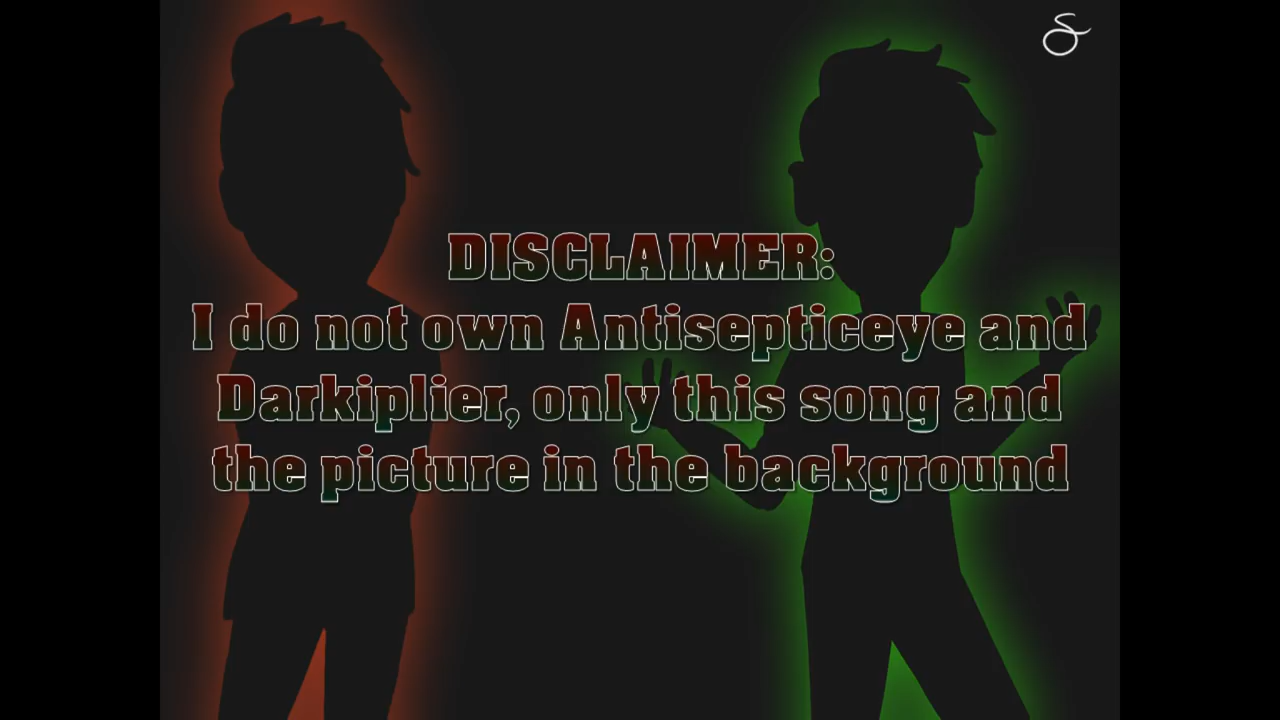 DISCLAIMER:
I do not own Antisepticeye and
Darkiplier, only this song and
the picture in the background